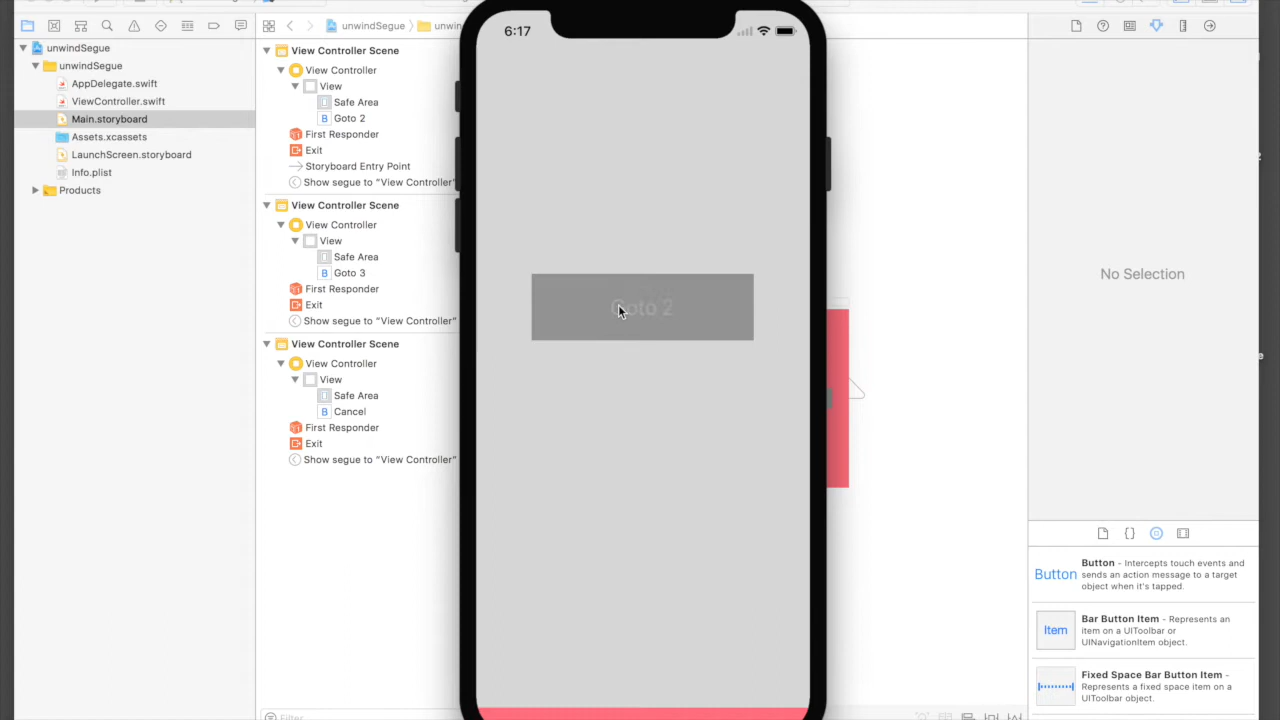 unwindSegue
unwindSegue
AppDelegate.swift
ViewController.swift
Main.storyboard
Assets.xcassets
LaunchScreen.storyboard
Info.plist
Products
unwindSegue
View Controller Scene
View Controller
View
Safe Area
Goto 2
First Responder
Exit
Storyboard Entry Point
Show segue to “View Controller”
View Controller Scene
View Controller
View
Safe Area
Goto 3
First Responder
Exit
Show segue to “View Controller”
View Controller Scene
View Controller
View
Safe Area
Cancel
First Responder
Exit
Show segue to “View Controller”
Filter
6:17
Goto 2
No Selection
Button
Button - Intercepts touch events and
sends an action message to a target
object when it's tapped.
Item
Bar Button Item - Represents an
item on a UIToolbar or
UINavigationItem object.
Fixed Space Bar Button Item -
Represents a fixed space item on a
UIToolbar object.